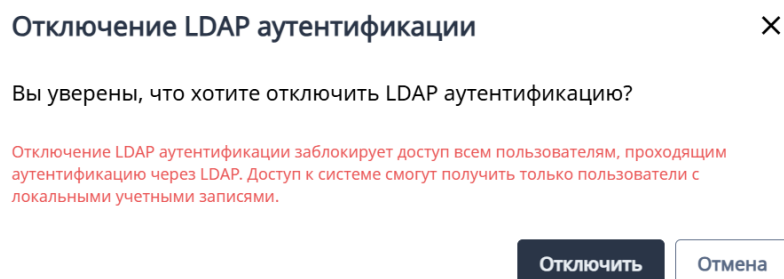 Отключение LDAP аутентификации
Вы уверены, что хотите отключить LDAP аутентификацию?
Отключение LDAP аутентификации заблокирует доступ всем пользователям, проходящим
аутентификацию через LDAP. Доступ к системе смогут получить только пользователи с
локальными учетными записями.
Отключить Отмена